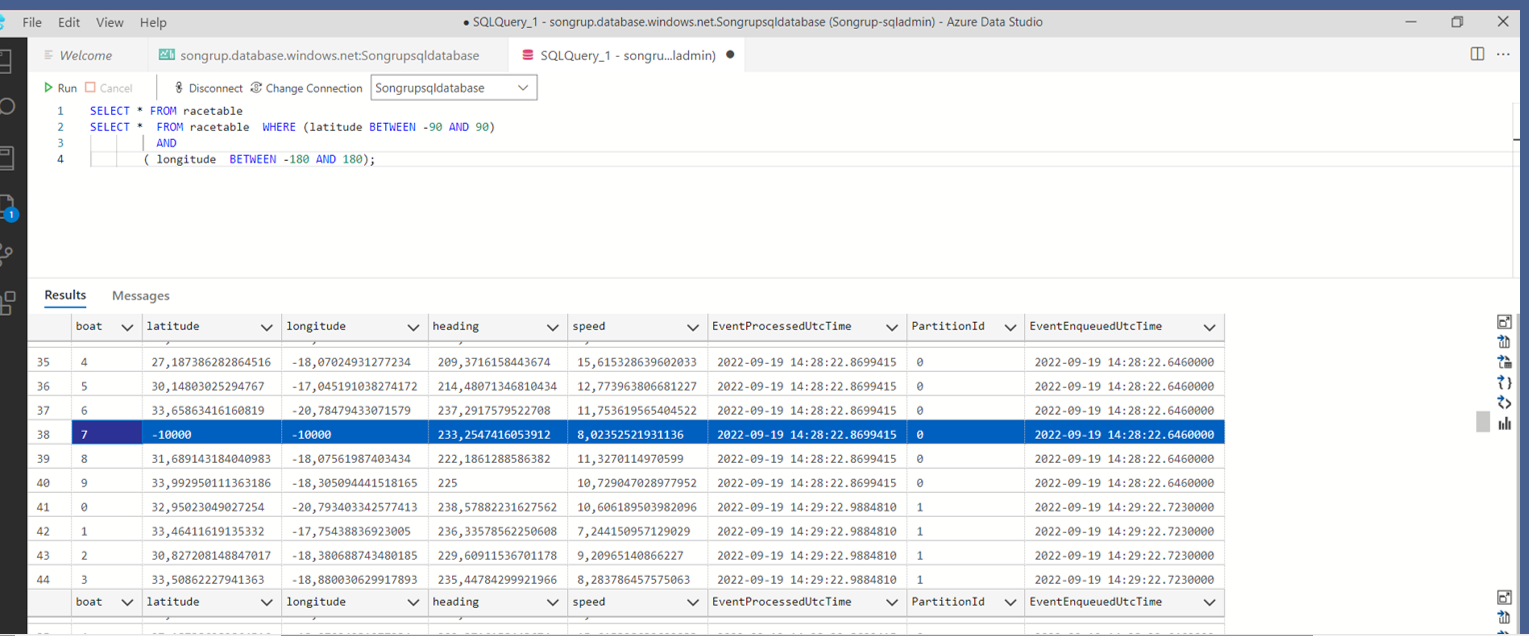 File Edit View Help
● SQLQuery_1 - songrup.database.windows.net.Songrupsqldatabase (Songrup-sqladmin) - Azure Data Studio
Welcome songrup.database.windows.net:Songrupsqldatabase SQLQuery_1 - songru...ladmin) ●
Run Cancel Disconnect Change Connection Songrupsqldatabase
1 SELECT * FROM racetable
2 SELECT * FROM racetable WHERE (latitude BETWEEN -90 AND 90)
3 AND
4 ( longitude BETWEEN -180 AND 180);
1
Results Messages
boat latitude longitude heading speed EventProcessedUtcTime PartitionId EventEnqueuedUtcTime
35 4 27,187386282864516 -18,07024931277234 209,3716158443674 15,615328639602033 2022-09-19 14:28:22.8699415 0 2022-09-19 14:28:22.6460000
36 5 30,14803025294767 -17,045191038274172 214,48071346810434 12,773963806681227 2022-09-19 14:28:22.8699415 0 2022-09-19 14:28:22.6460000
37 6 33,65863416160819 -20,78479433071579 237,2917579522708 11,753619565404522 2022-09-19 14:28:22.8699415 0 2022-09-19 14:28:22.6460000
38 7 -10000 -10000 233,2547416053912 8,02352521931136 2022-09-19 14:28:22.8699415 0 2022-09-19 14:28:22.6460000
39 8 31,689143184040983 -18,07561987403434 222,1861288586382 11,3270114970599 2022-09-19 14:28:22.8699415 0 2022-09-19 14:28:22.6460000
40 9 33,992950111363186 -18,305094441518165 225 10,729047028977952 2022-09-19 14:28:22.8699415 0 2022-09-19 14:28:22.6460000
41 0 32,95023049027254 -20,793403342577413 238,57882231627562 10,606189503982096 2022-09-19 14:29:22.9884810 1 2022-09-19 14:29:22.7230000
42 1 33,46411619135332 -17,75438836923005 236,33578562250608 7,244150957129029 2022-09-19 14:29:22.9884810 1 2022-09-19 14:29:22.7230000
43 2 30,827208148847017 -18,380688743480185 229,60911536701178 9,20965140866227 2022-09-19 14:29:22.9884810 1 2022-09-19 14:29:22.7230000
44 3 33,50862227941363 -18,880030629917893 235,44784299921966 8,283786457575063 2022-09-19 14:29:22.9884810 1 2022-09-19 14:29:22.7230000
boat latitude longitude heading speed EventProcessedUtcTime PartitionId EventEnqueuedUtcTime